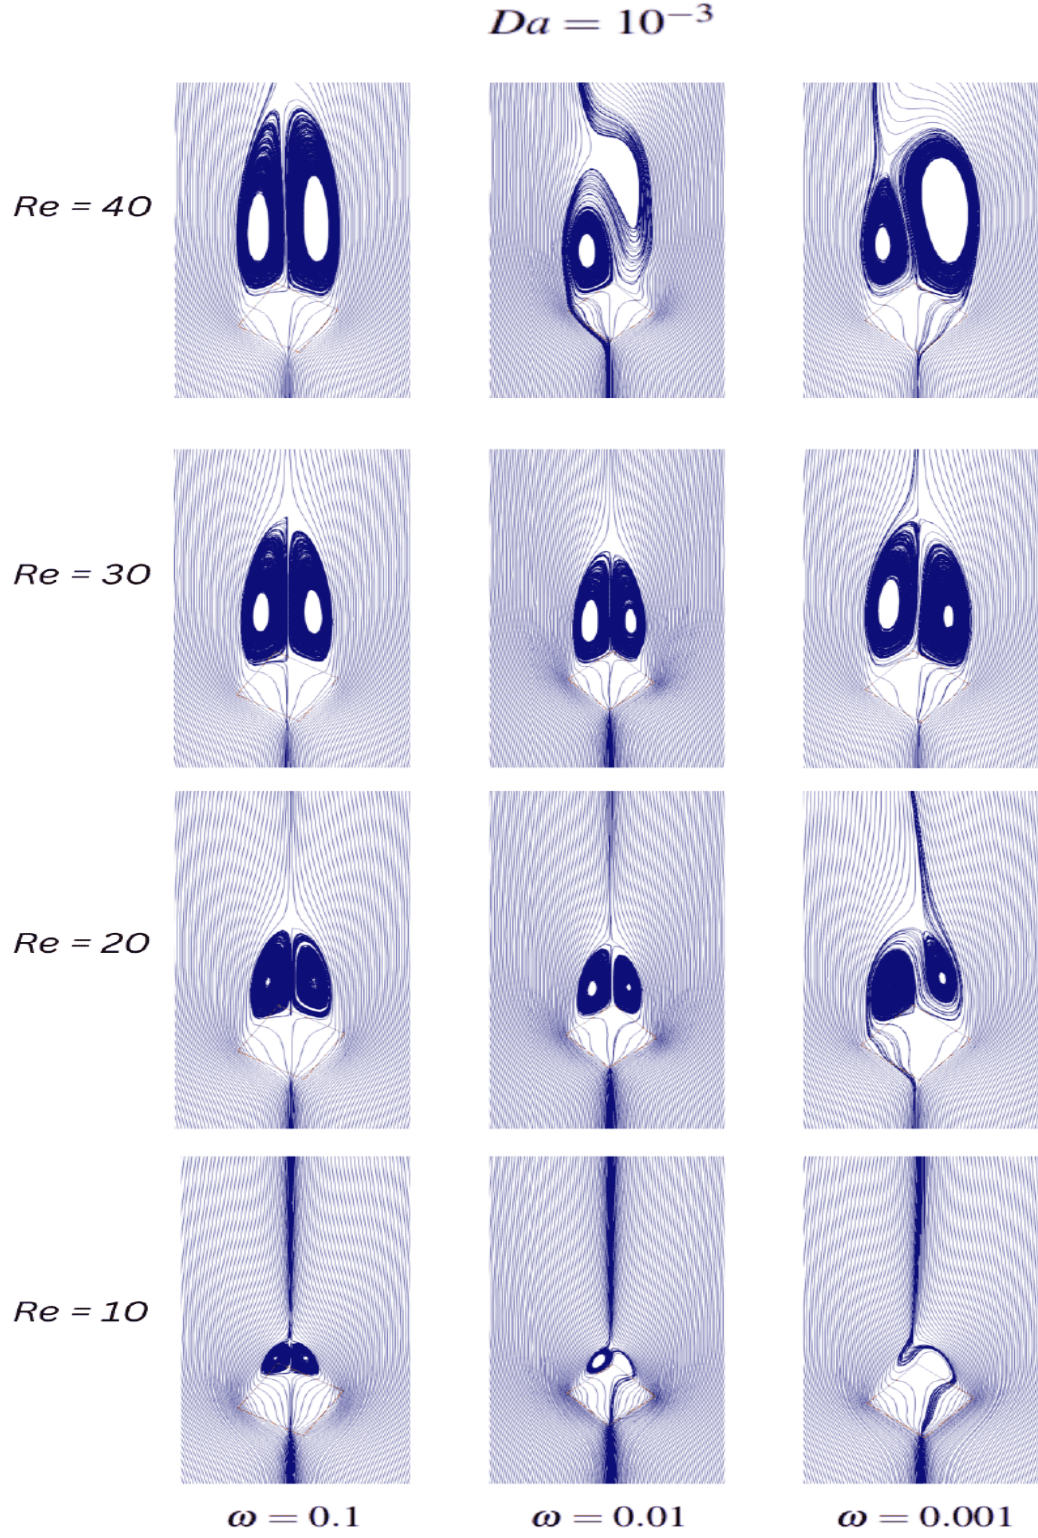 Da = 10⁻³
Re = 40
Re = 30
Re = 20
Re = 10
ω = 0.1
ω = 0.01
ω = 0.001